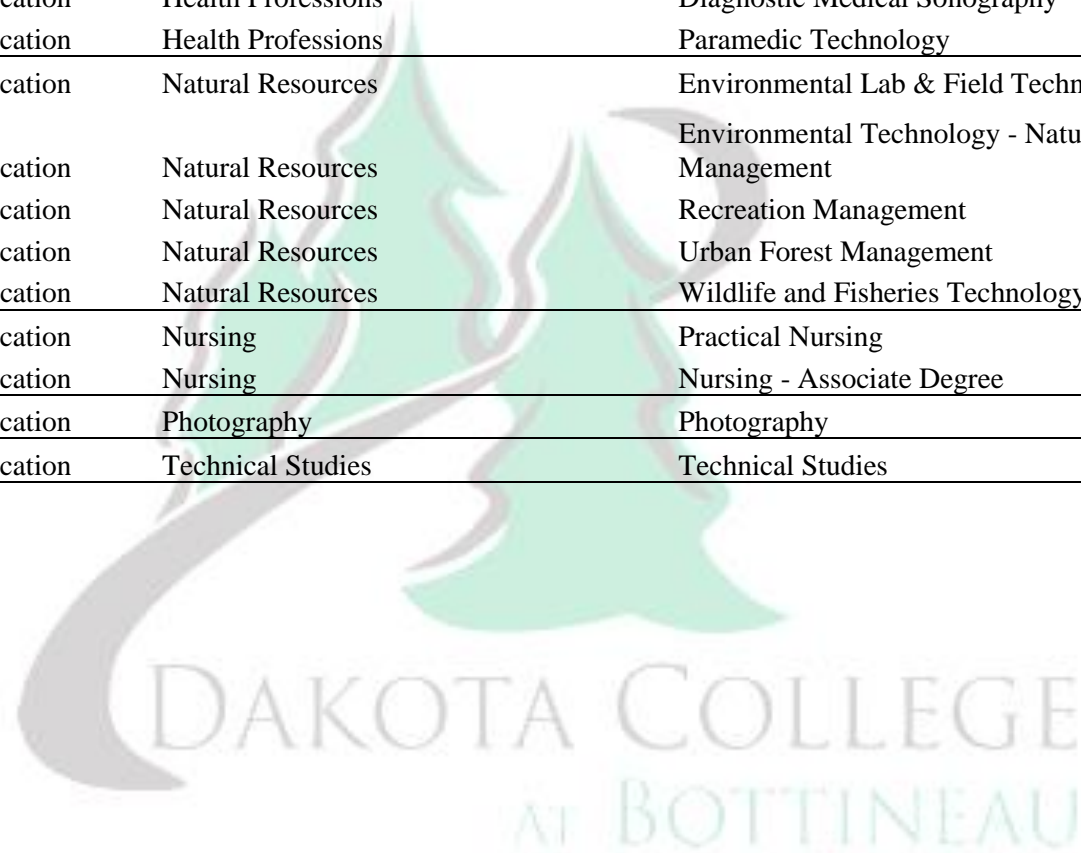 cation Health Professions Diagnostic Medical Sonography
cation Health Professions Paramedic Technology
cation Natural Resources Environmental Lab & Field Techn
Environmental Technology - Natu
cation Natural Resources Management
cation Natural Resources Recreation Management
cation Natural Resources Urban Forest Management
cation Natural Resources Wildlife and Fisheries Technology
cation Nursing Practical Nursing
cation Nursing Nursing - Associate Degree
cation Photography Photography
cation Technical Studies Technical Studies
DAKOTA COLLEGE
AT BOTTINEAU